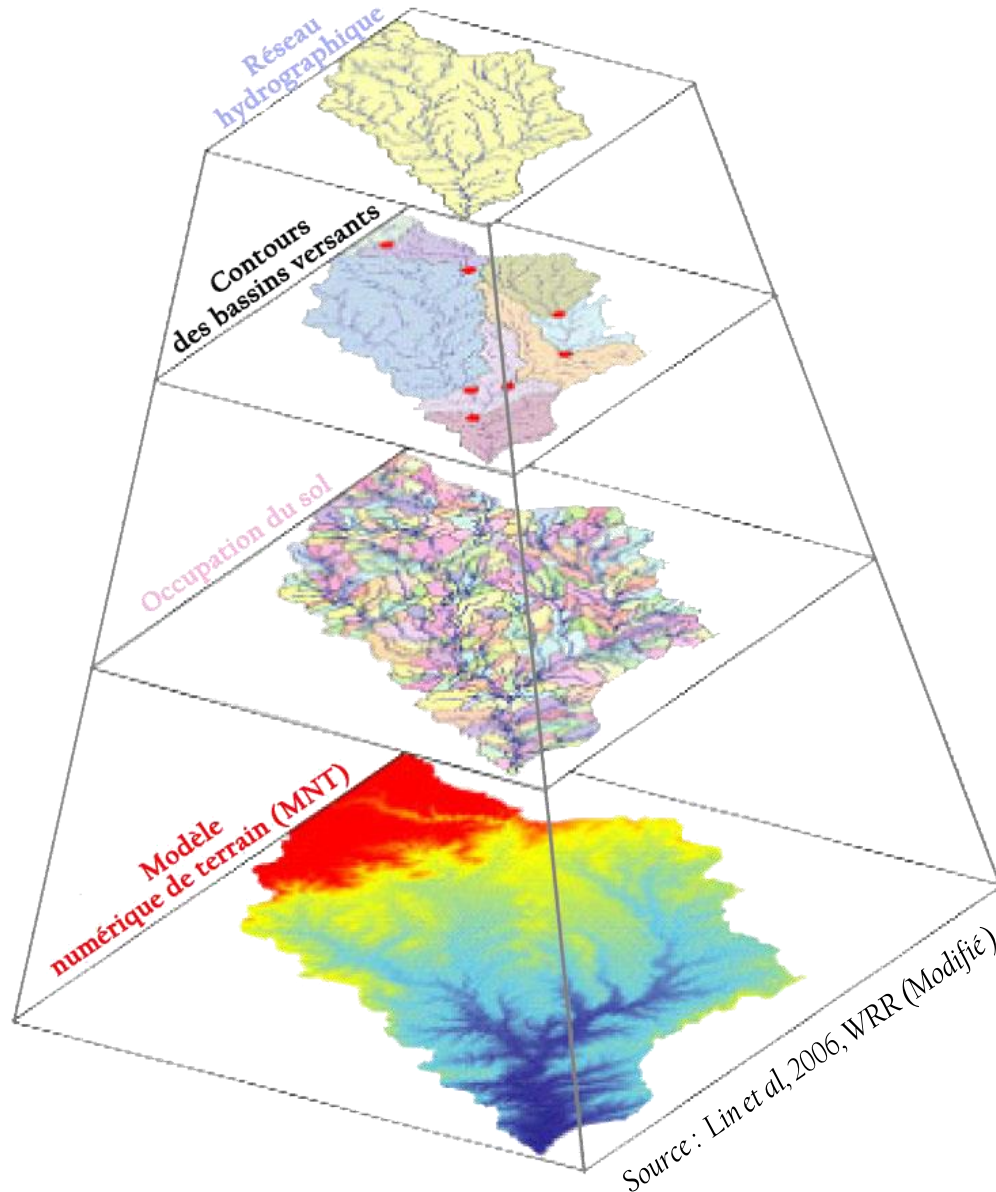 Réseau
hydrographique
Contours
des bassins versants
Occupation du sol
Modèle
numérique de terrain (MNT)
Source : Lin et al, 2006, WRR (Modifié)